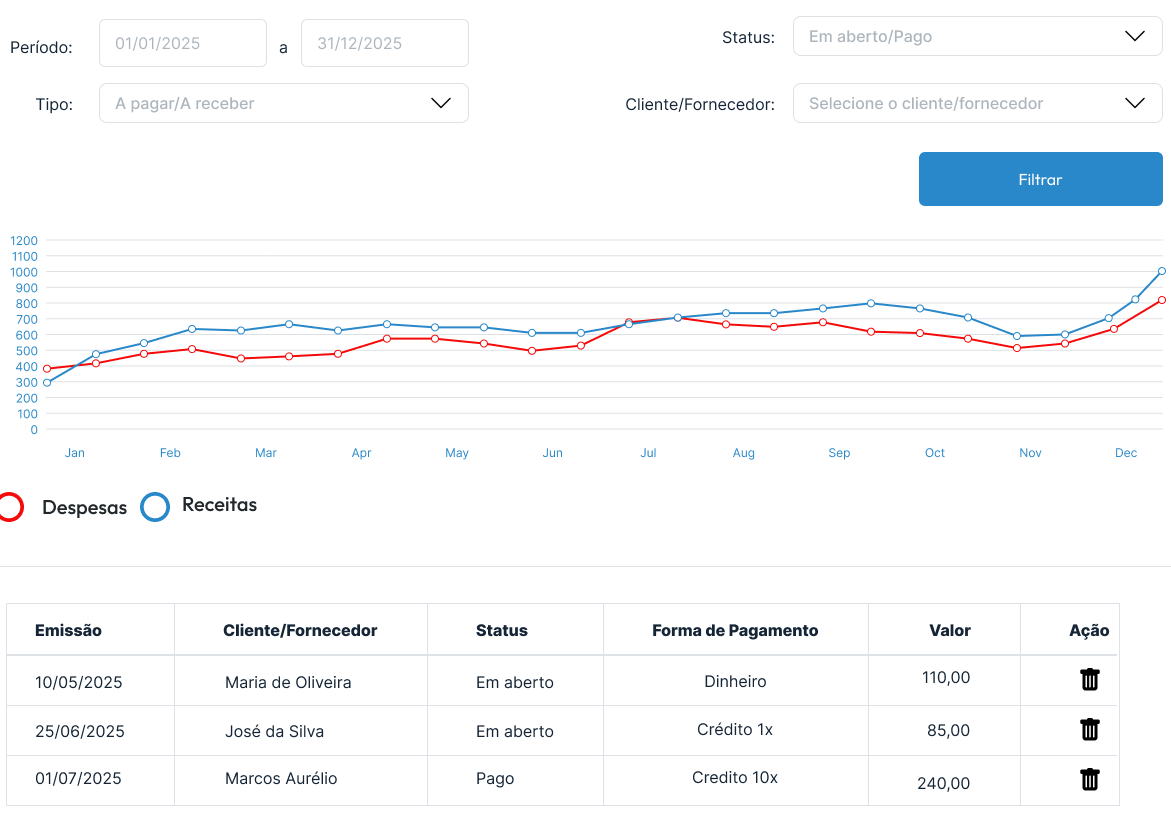 Período: 01/01/2025 a 31/12/2025 Status: Em aberto/Pago
Tipo: A pagar/A receber Cliente/Fornecedor: Selecione o cliente/fornecedor
Filtrar
1200
1100
1000
900
800
700
600
500
400
300
200
100
0
Jan Feb Mar Apr May Jun Jul Aug Sep Oct Nov Dec
Despesas Receitas
Emissão Cliente/Fornecedor Status Forma de Pagamento Valor Ação
10/05/2025 Maria de Oliveira Em aberto Dinheiro 110,00
25/06/2025 José da Silva Em aberto Crédito 1x 85,00
01/07/2025 Marcos Aurélio Pago Credito 10x 240,00